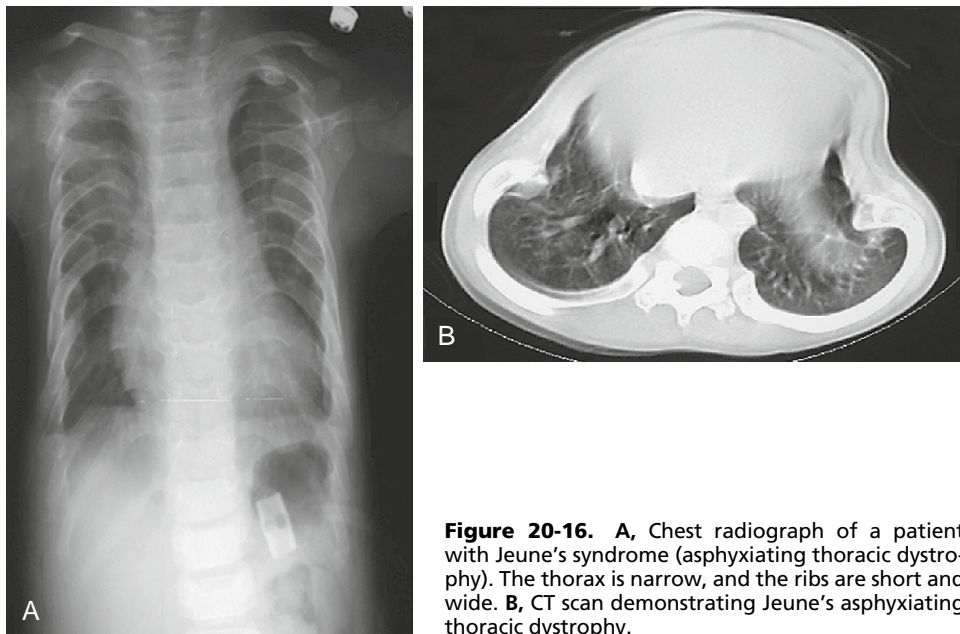 A
B
Figure 20-16. A, Chest radiograph of a patient
with Jeune's syndrome (asphyxiating thoracic dystro-
phy). The thorax is narrow, and the ribs are short and
wide. B, CT scan demonstrating Jeune's asphyxiating
thoracic dystrophy.